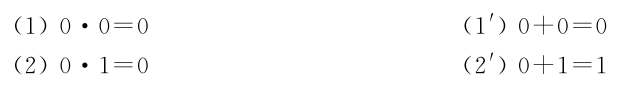 (1) 0·0=0 (1′) 0+0=0
(2) 0·1=0 (2′) 0+1=1